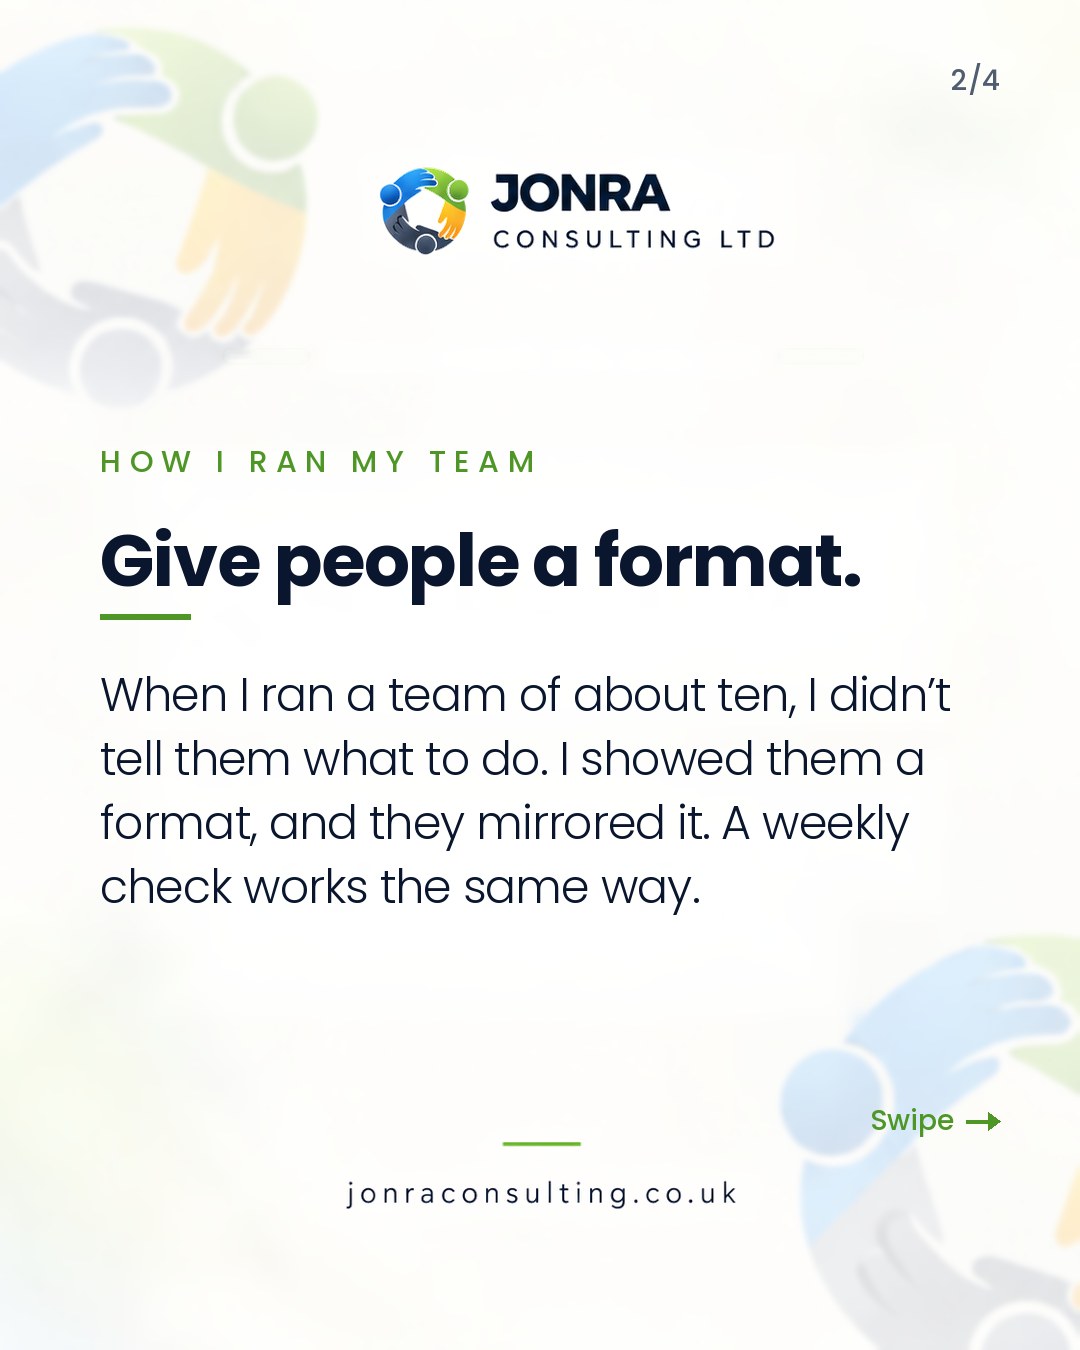 2/4
JONRA
CONSULTING LTD
HOW I RAN MY TEAM
Give people a format.
When I ran a team of about ten, I didn’t
tell them what to do. I showed them a
format, and they mirrored it. A weekly
check works the same way.
Swipe →
jonraconsulting.co.uk